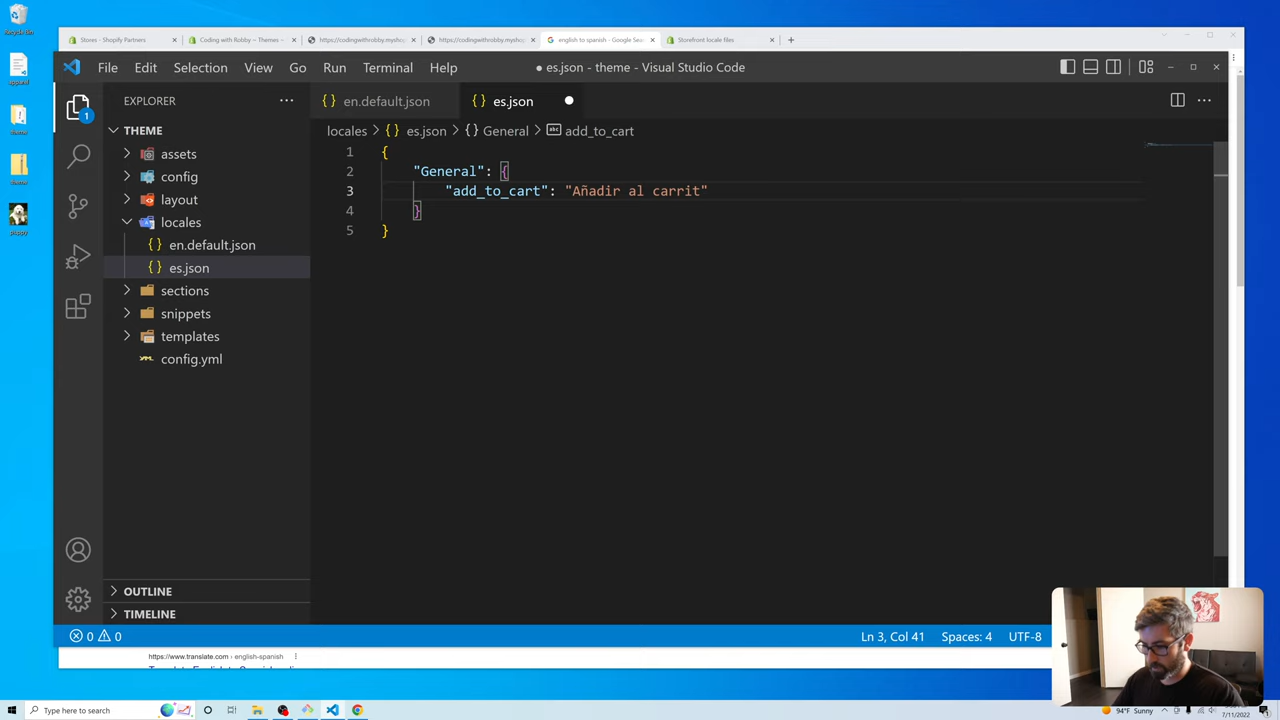 Stores - Shopify Partners
Coding with Robby ~ Themes ~
https://codingwithrobby.mysho
https://codingwithrobby.mysho
english to spanish - Google Sea
Storefront locale files
File Edit Selection View Go Run Terminal Help
es.json - theme - Visual Studio Code
EXPLORER
en.default.json
es.json
1
THEME
locales > es.json > General > add_to_cart
assets
config
layout
locales
en.default.json
es.json
sections
snippets
templates
config.yml
1 {
2 "General": {
3 "add_to_cart": "Añadir al carrit"
4 }
5 }
OUTLINE
TIMELINE
0 0
Ln 3, Col 41
Spaces: 4
UTF-8
https://www.translate.com › english-spanish
Type here to search
94°F Sunny
7/11/2022